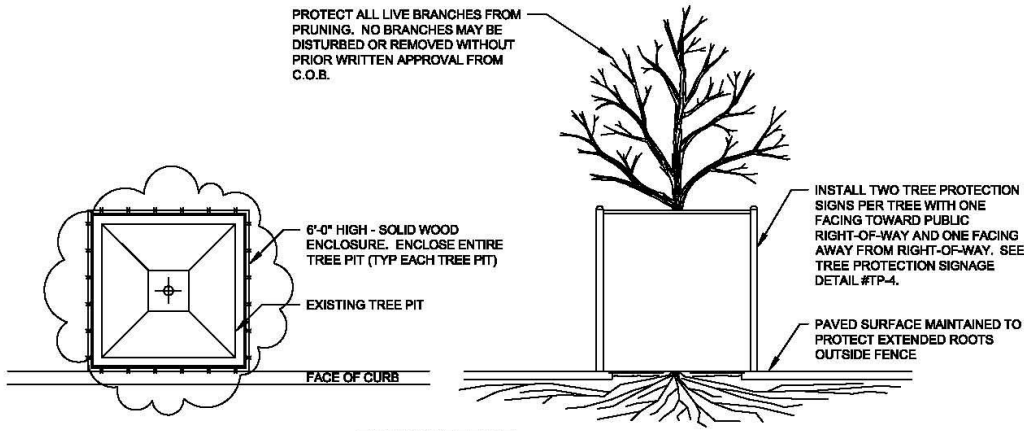 PROTECT ALL LIVE BRANCHES FROM
PRUNING. NO BRANCHES MAY BE
DISTURBED OR REMOVED WITHOUT
PRIOR WRITTEN APPROVAL FROM
C.O.B.
6'-0" HIGH - SOLID WOOD
ENCLOSURE. ENCLOSE ENTIRE
TREE PIT (TYP EACH TREE PIT)
EXISTING TREE PIT
FACE OF CURB
INSTALL TWO TREE PROTECTION
SIGNS PER TREE WITH ONE
FACING TOWARD PUBLIC
RIGHT-OF-WAY AND ONE FACING
AWAY FROM RIGHT-OF-WAY. SEE
TREE PROTECTION SIGNAGE
DETAIL #TP-4.
PAVED SURFACE MAINTAINED TO
PROTECT EXTENDED ROOTS
OUTSIDE FENCE